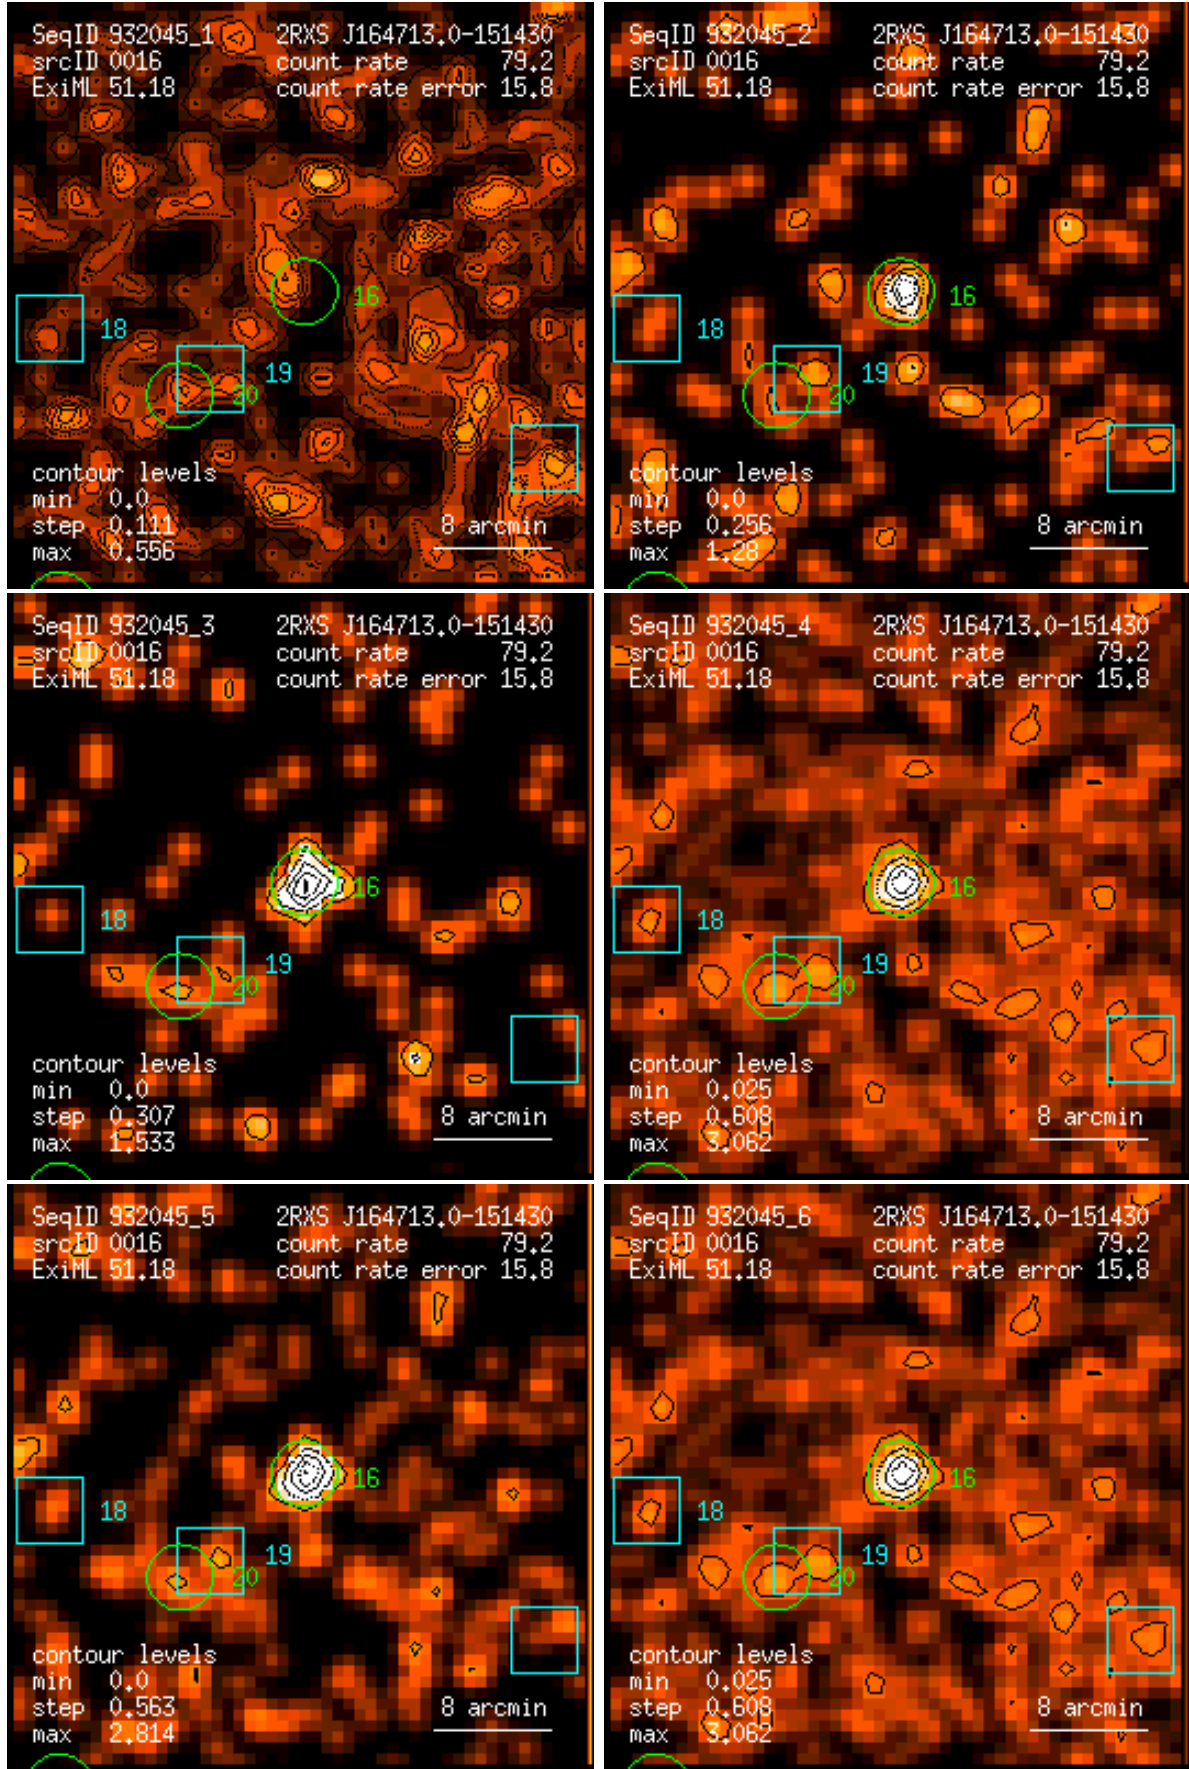 SeqID 932045_1 2RXS J164713.0-151430
srcID 0016 count rate 79.2
ExiML 51.18 count rate error 15.8
16
18
19
20
contour levels
min 0.0
step 0.111 8 arcmin
max 0.556
SeqID 932045_2 2RXS J164713.0-151430
srcID 0016 count rate 79.2
ExiML 51.18 count rate error 15.8
16
18
19
20
contour levels
min 0.0
step 0.256 8 arcmin
max 1.28
SeqID 932045_3 2RXS J164713.0-151430
srcID 0016 count rate 79.2
ExiML 51.18 count rate error 15.8
16
18
19
20
contour levels
min 0.0
step 0.307 8 arcmin
max 1.533
SeqID 932045_4 2RXS J164713.0-151430
srcID 0016 count rate 79.2
ExiML 51.18 count rate error 15.8
16
18
19
20
contour levels
min 0.025
step 0.608 8 arcmin
max 3.062
SeqID 932045_5 2RXS J164713.0-151430
srcID 0016 count rate 79.2
ExiML 51.18 count rate error 15.8
16
18
19
20
contour levels
min 0.0
step 0.563 8 arcmin
max 2.814
SeqID 932045_6 2RXS J164713.0-151430
srcID 0016 count rate 79.2
ExiML 51.18 count rate error 15.8
16
18
19
20
contour levels
min 0.025
step 0.608 8 arcmin
max 3.062